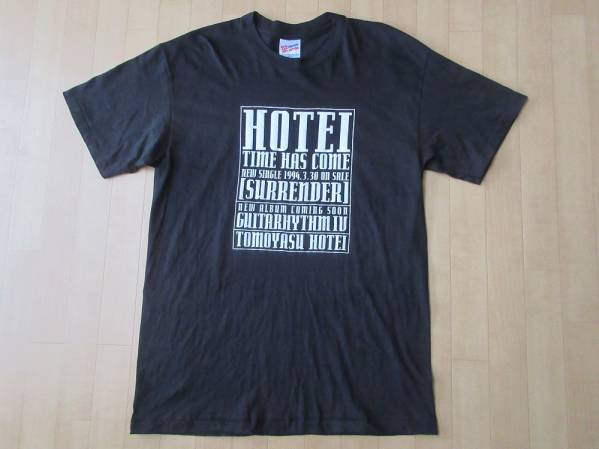 HOTEI
TIME HAS COME
NEW SINGLE 1994.3.30 ON SALE
[SURRENDER]
NEW ALBUM COMING SOON
GUITARHYTHM IV
TOMOYASU HOTEI